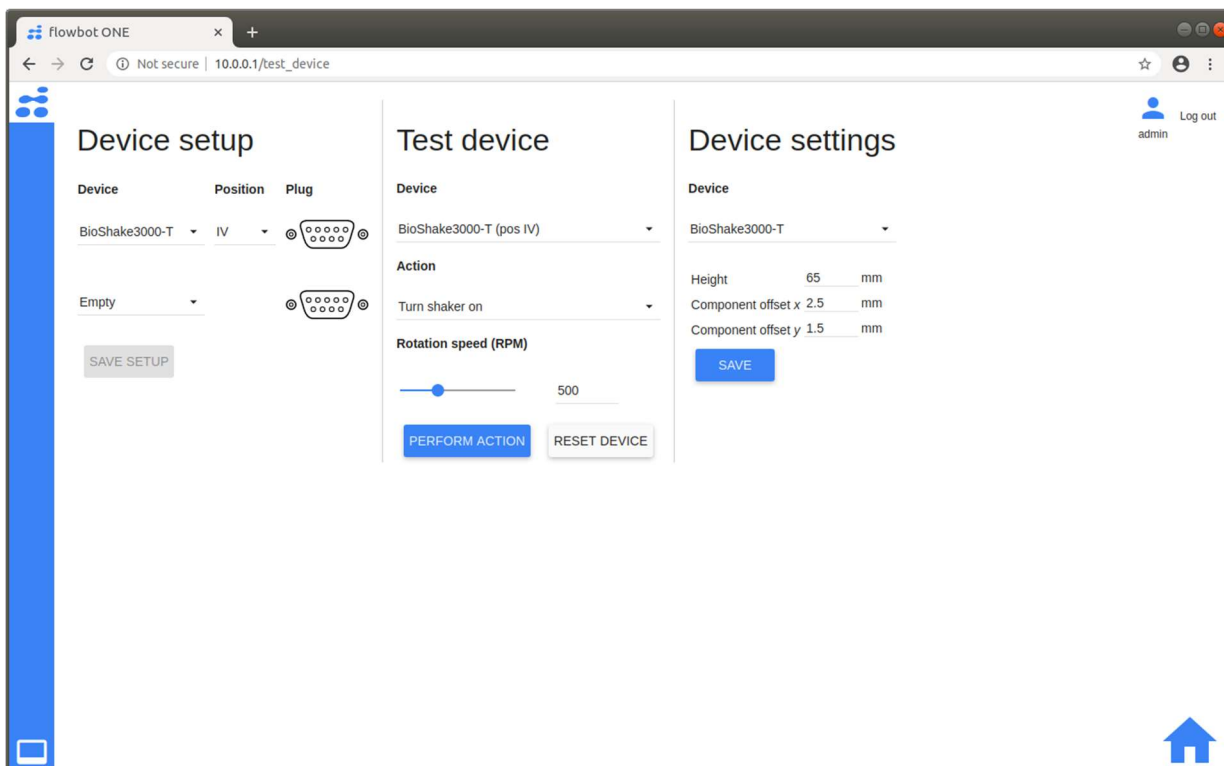 flowbot ONE
Not secure | 10.0.0.1/test_device
admin
Log out
Device setup
Device Position Plug
BioShake3000-T IV
Empty
SAVE SETUP
Test device
Device
BioShake3000-T (pos IV)
Action
Turn shaker on
Rotation speed (RPM)
500
PERFORM ACTION RESET DEVICE
Device settings
Device
BioShake3000-T
Height 65 mm
Component offset x 2.5 mm
Component offset y 1.5 mm
SAVE